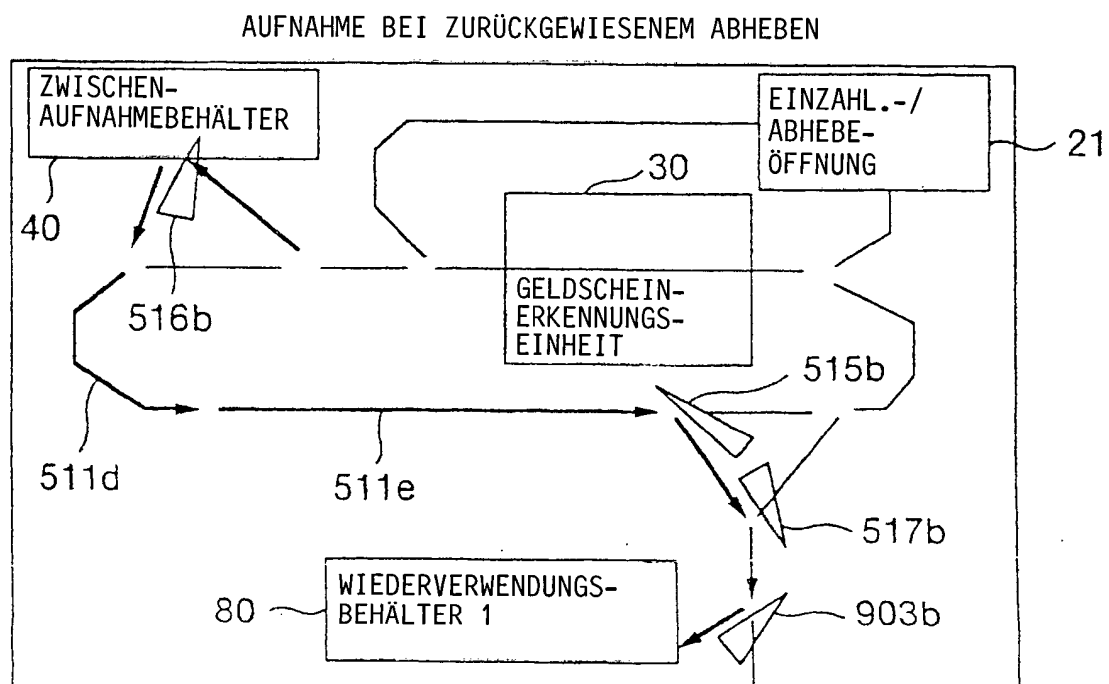 AUFNAHME BEI ZURÜCKGEWIESENEM ABHEBEN
ZWISCHEN-
AUFNAHMEBEHÄLTER
EINZAHL.-/
ABHEBE-
ÖFFNUNG
21
30
40
516b
GELDSCHEIN-
ERKENNUNGS-
EINHEIT
515b
511d
511e
517b
WIEDERVERWENDUNGS-
BEHÄLTER 1
80
903b